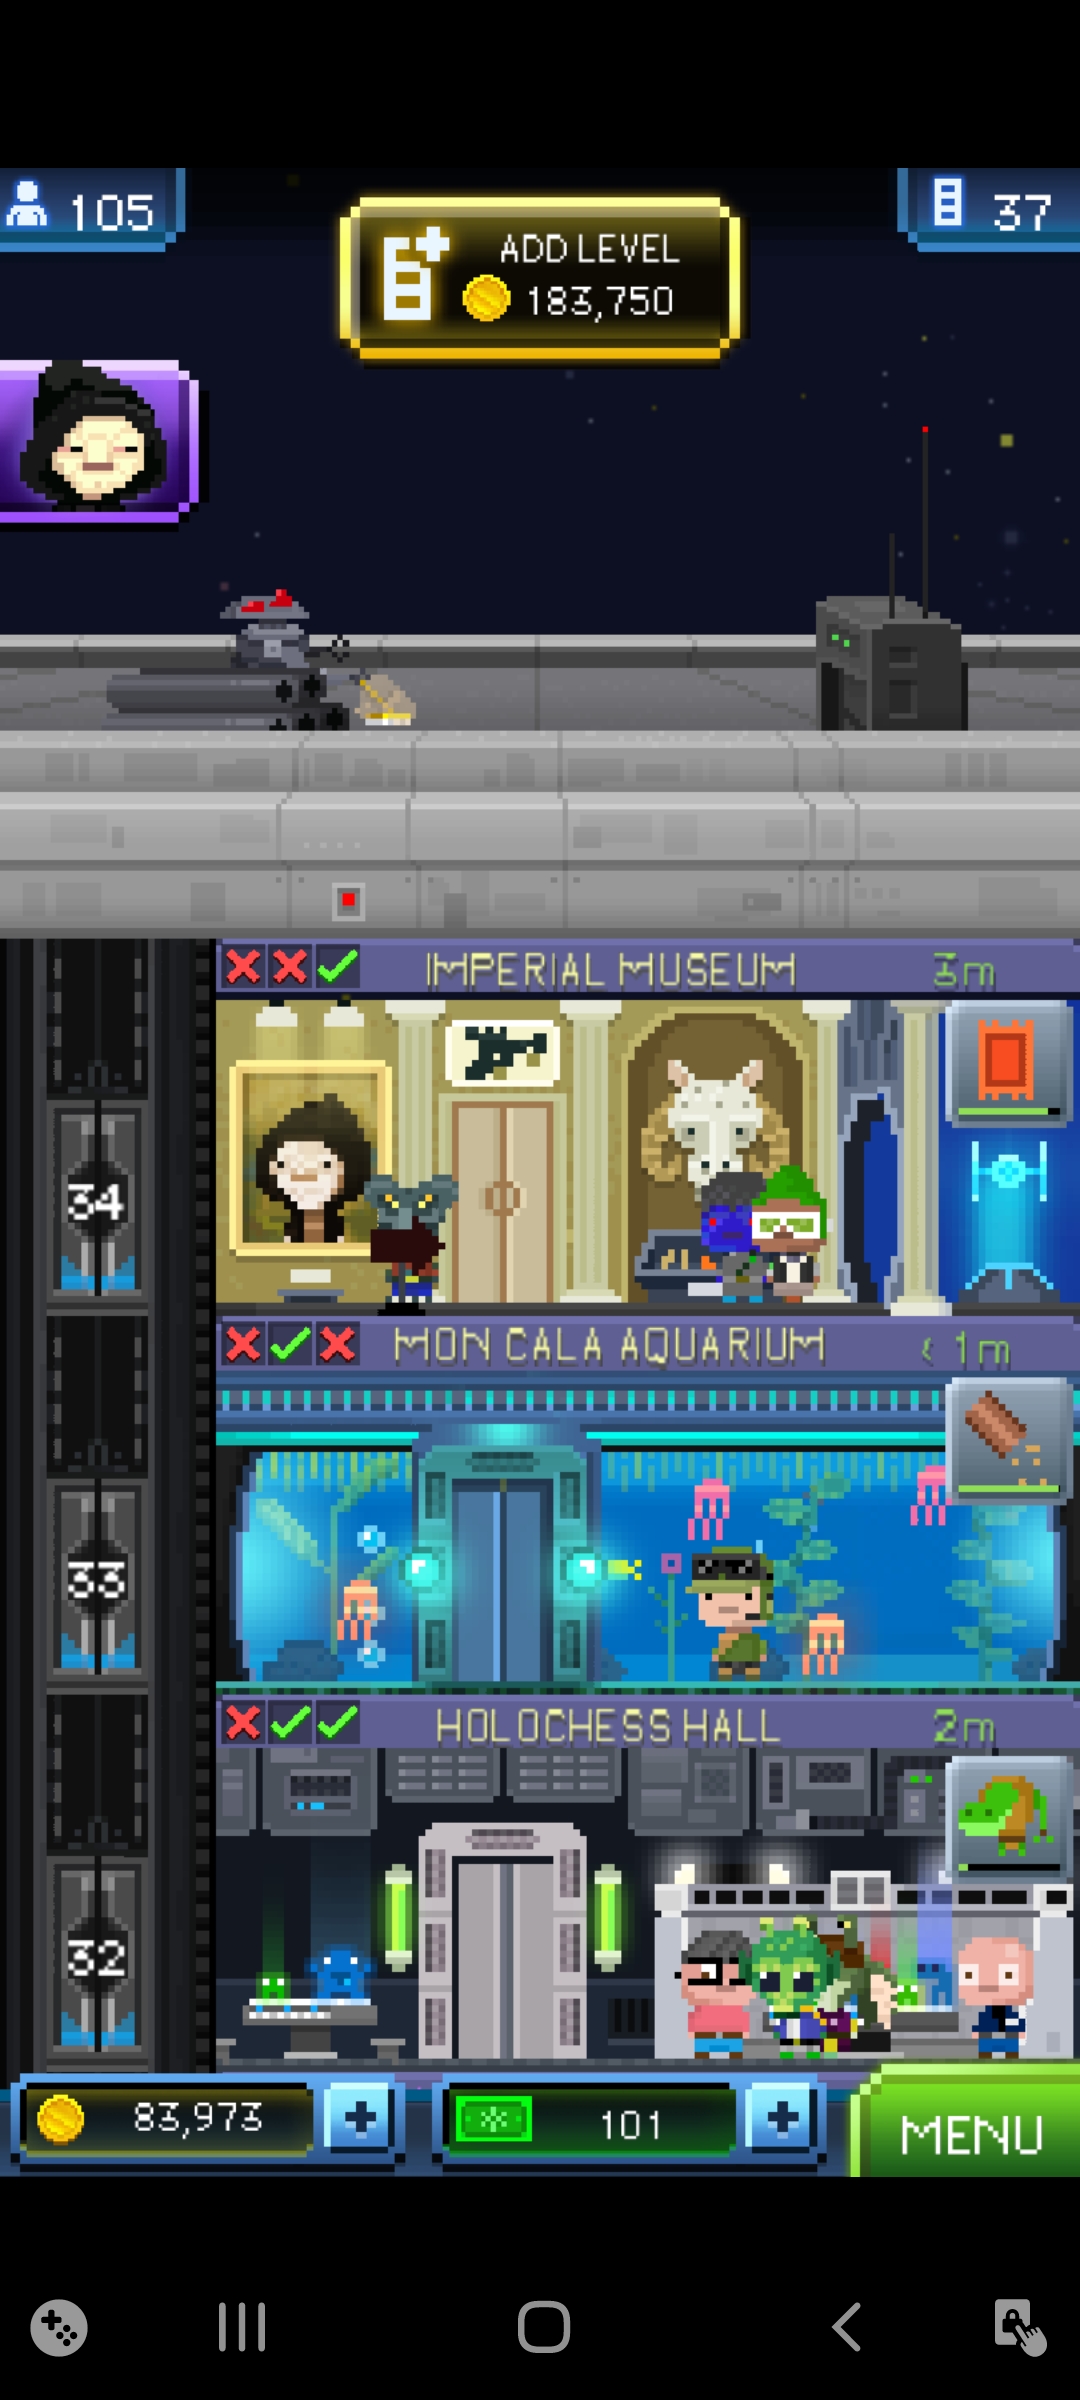 105
ADD LEVEL
183,750
37
IMPERIAL MUSEUM 3m
34
MON CALA AQUARIUM < 1m
33
HOLOCHESS HALL 2m
32
83,973
101
MENU